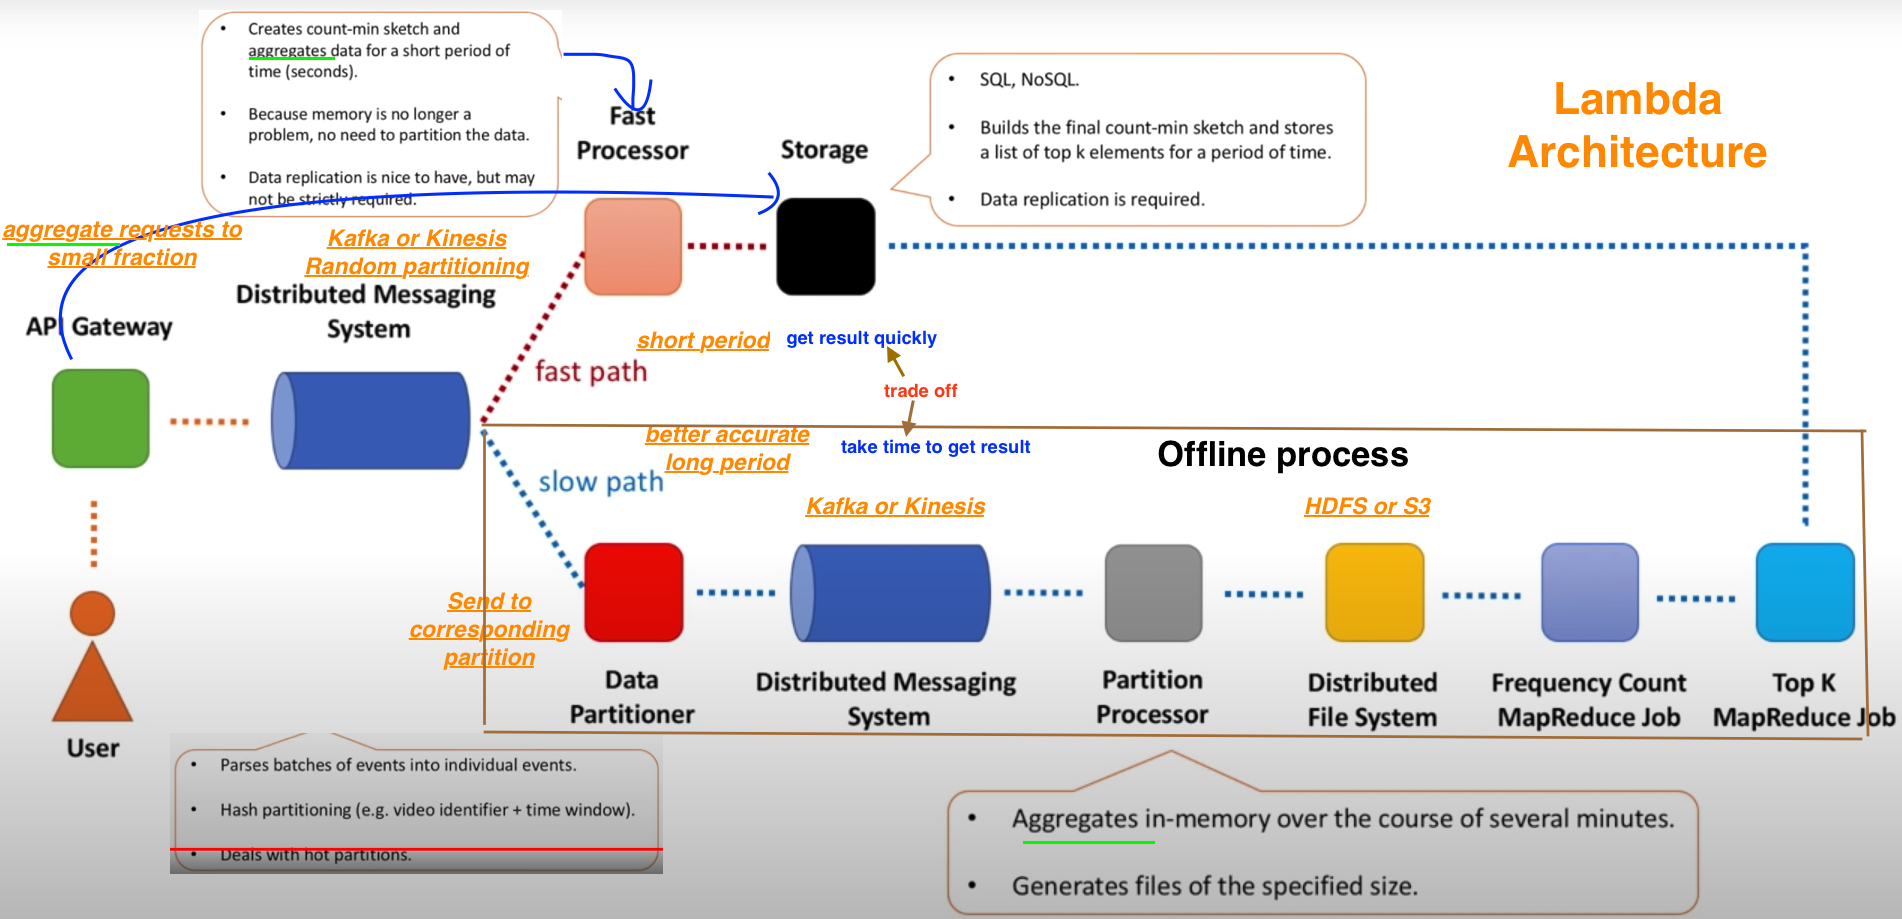 • Creates count-min sketch and
aggregates data for a short period of
time (seconds).
• Because memory is no longer a
problem, no need to partition the data.
• Data replication is nice to have, but may
not be strictly required.
Fast
Processor
Storage
• SQL, NoSQL.
• Builds the final count-min sketch and stores
a list of top k elements for a period of time.
• Data replication is required.
Lambda
Architecture
aggregate requests to
small fraction
Kafka or Kinesis
Random partitioning
Distributed Messaging
System
API Gateway
short period
get result quickly
fast path
trade off
better accurate
long period
take time to get result
Offline process
slow path
Kafka or Kinesis
HDFS or S3
Send to
corresponding
partition
Data
Partitioner
Distributed Messaging
System
Partition
Processor
Distributed
File System
Frequency Count
MapReduce Job
Top K
MapReduce Job
User
• Parses batches of events into individual events.
• Hash partitioning (e.g. video identifier + time window).
• Deals with hot partitions.
• Aggregates in-memory over the course of several minutes.
• Generates files of the specified size.